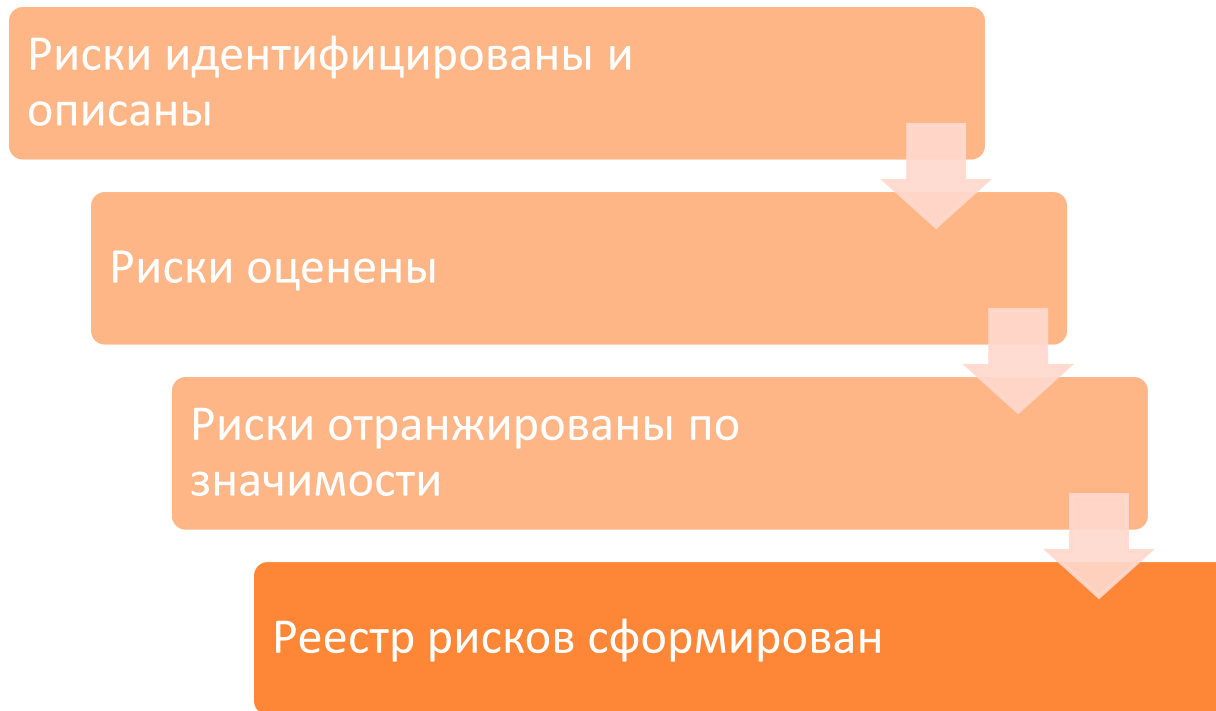 Риски идентифицированы и
описаны
Риски оценены
Риски отранжированы по
значимости
Реестр рисков сформирован